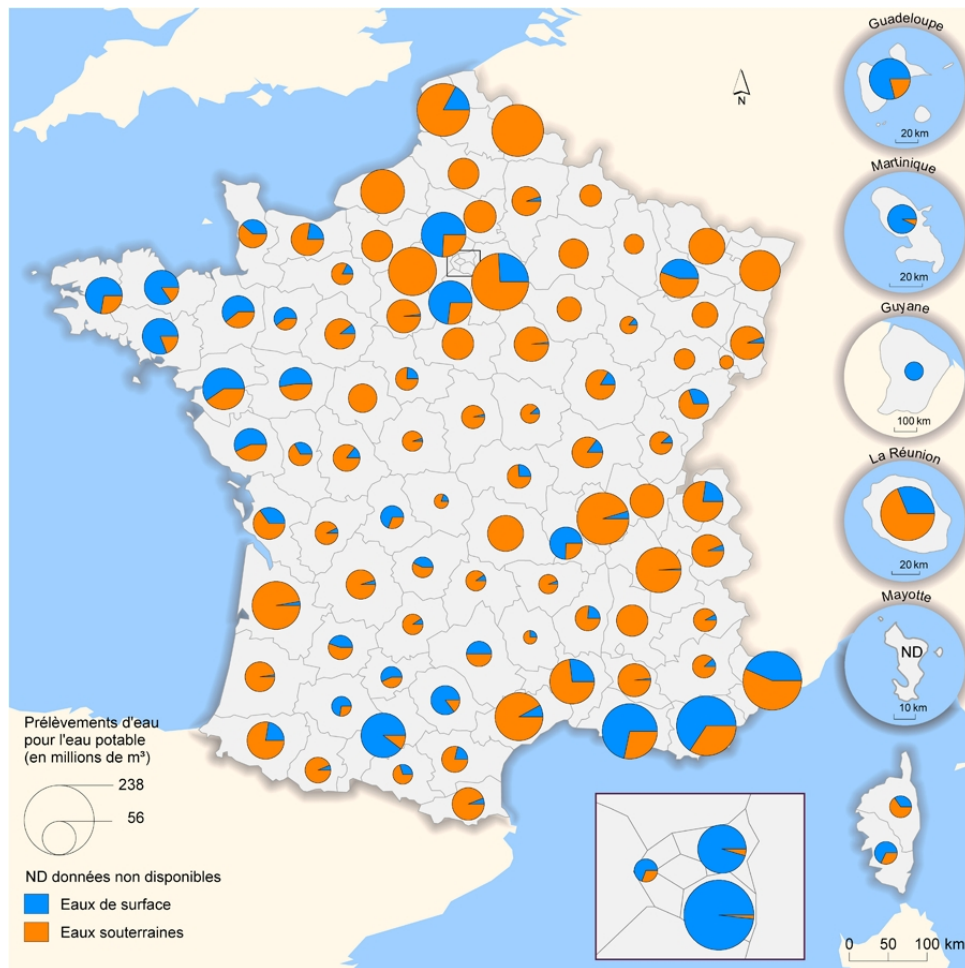 Guadeloupe
20 km
N
Martinique
20 km
Guyane
100 km
La Réunion
20 km
Mayotte
ND
10 km
Prélèvements d'eau
pour l'eau potable
(en millions de m³)
238
56
ND données non disponibles
Eaux de surface
Eaux souterraines
0 50 100 km